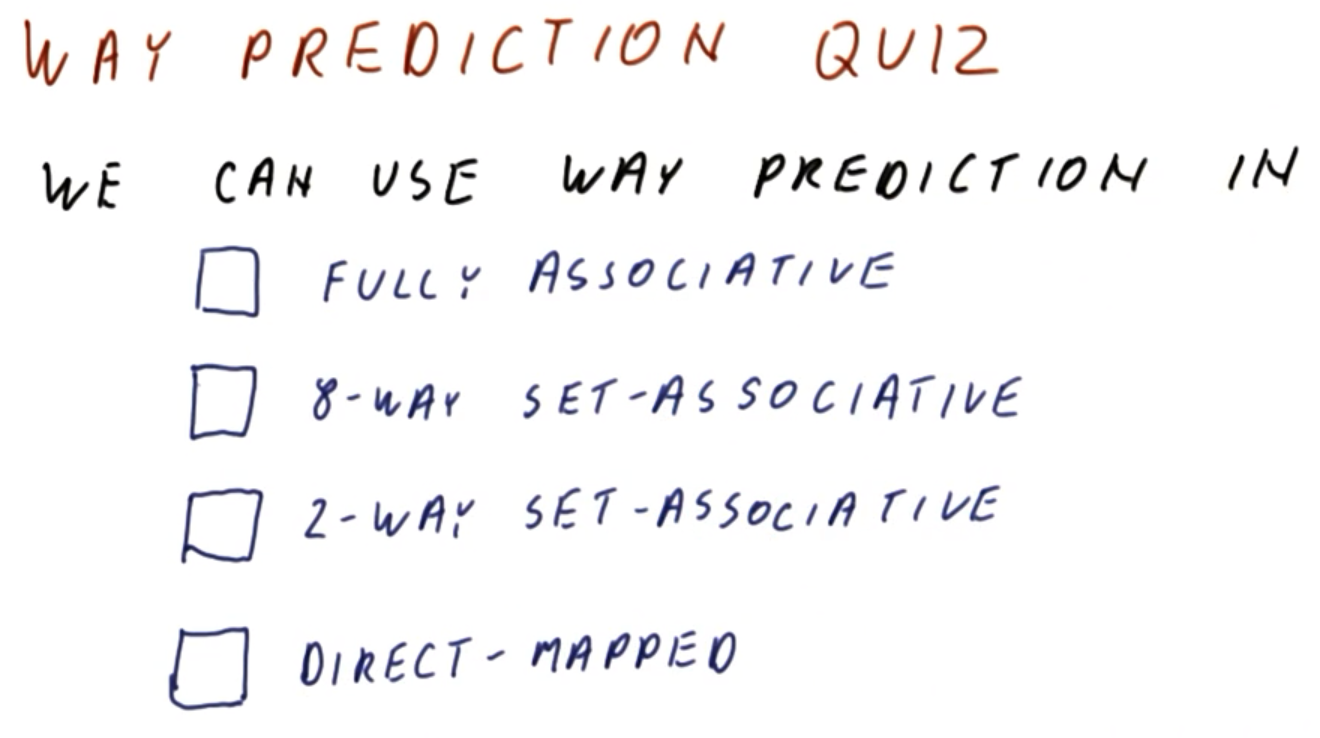 WAY PREDICTION QUIZ
WE CAN USE WAY PREDICTION IN
FULLY ASSOCIATIVE
8-WAY SET-ASSOCIATIVE
2-WAY SET-ASSOCIATIVE
DIRECT-MAPPED